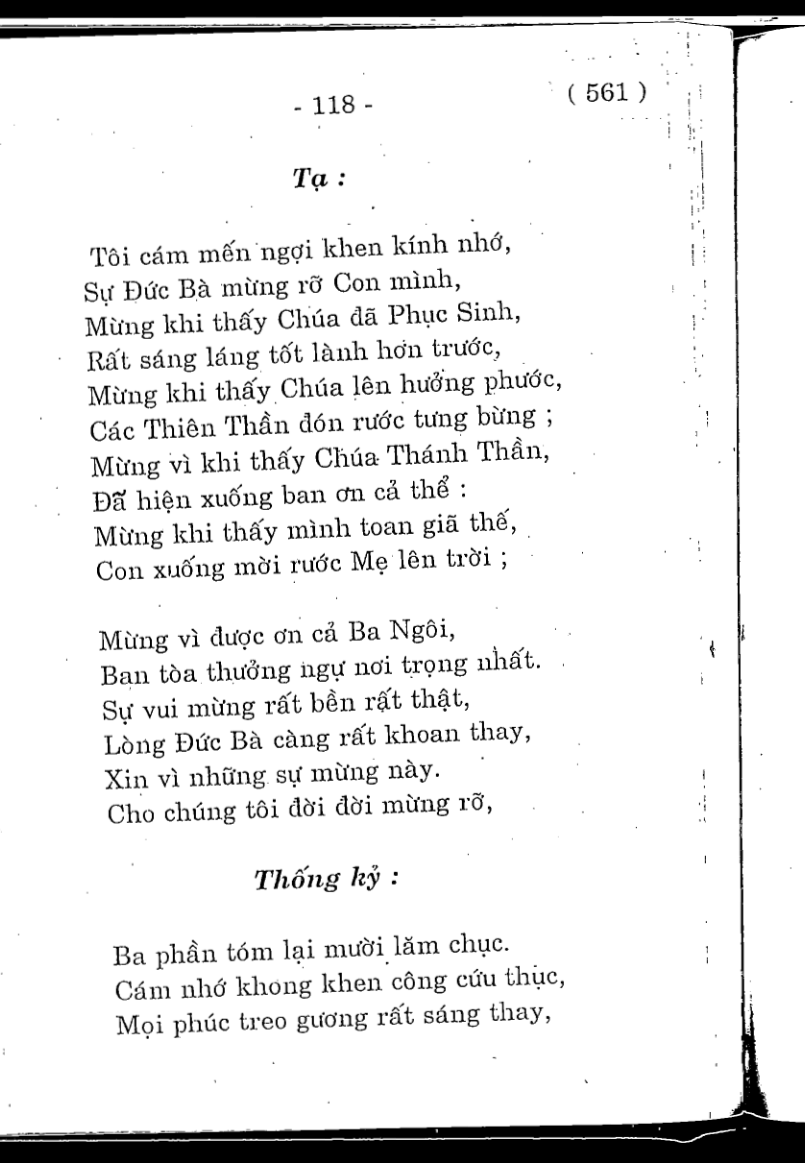 - 118 -
( 561 )
Tạ :
Tôi cám mến ngợi khen kính nhớ,
Sự Đức Bà mừng rỡ Con mình,
Mừng khi thấy Chúa đã Phục Sinh,
Rất sáng láng tốt lành hơn trước,
Mừng khi thấy Chúa lên hưởng phước,
Các Thiên Thần đón rước tưng bừng ;
Mừng vì khi thấy Chúa Thánh Thần,
Đã hiện xuống ban ơn cả thể :
Mừng khi thấy mình toan giã thế,
Con xuống mời rước Mẹ lên trời ;
Mừng vì được ơn cả Ba Ngôi,
Ban tòa thưởng ngự nơi trọng nhất.
Sự vui mừng rất bền rất thật,
Lòng Đức Bà càng rất khoan thay,
Xin vì những sự mừng này.
Cho chúng tôi đời đời mừng rỡ,
Thống kỷ :
Ba phần tóm lại mười lăm chục.
Cám nhớ khong khen công cứu thục,
Mọi phúc treo gương rất sáng thay,